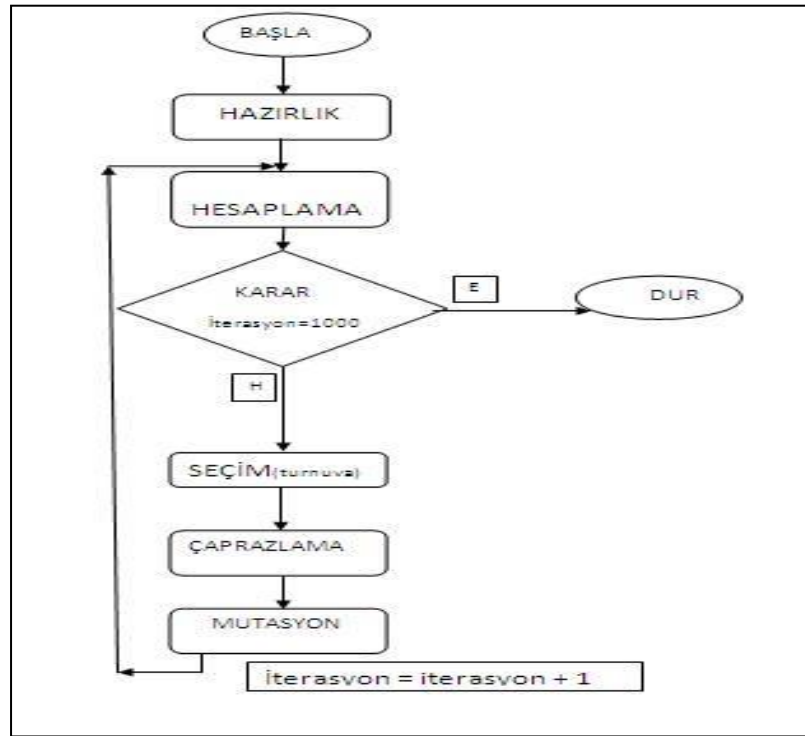 BAŞLA
HAZIRLIK
HESAPLAMA
KARAR
İterasyon=1000
E
DUR
H
SEÇİM(turnuva)
ÇAPRAZLAMA
MUTASYON
İterasyon = iterasyon + 1